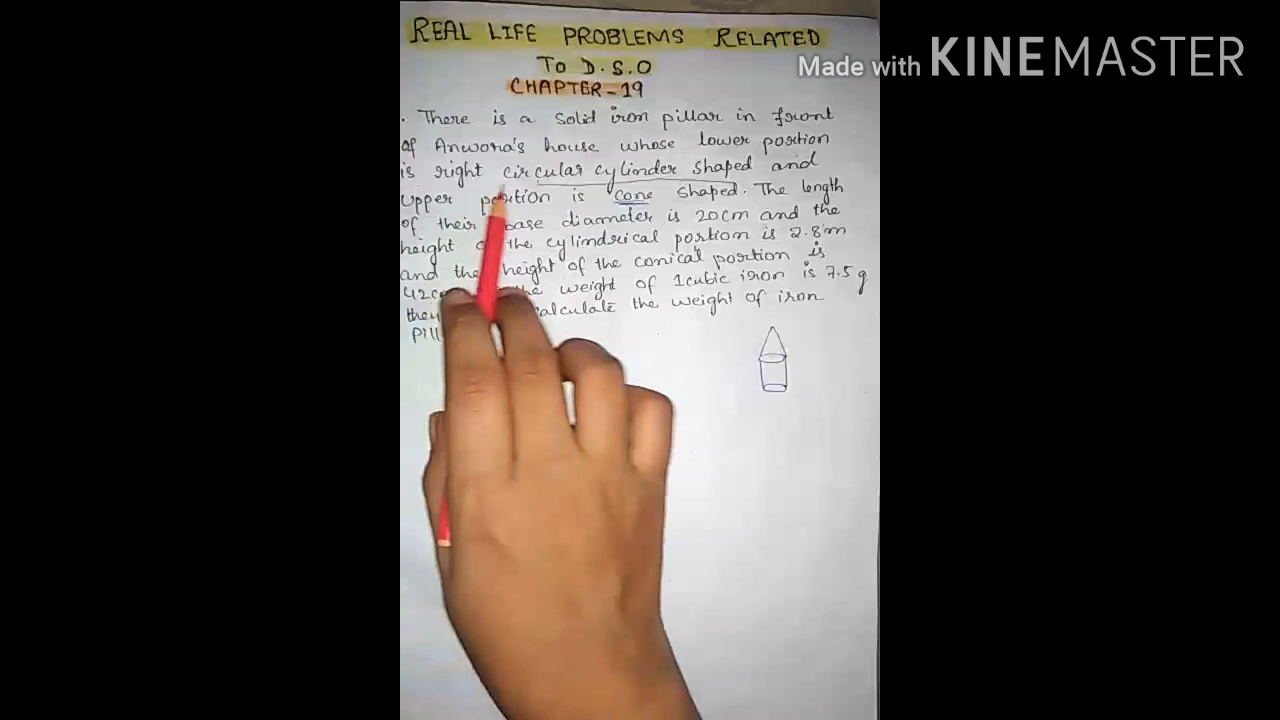 REAL LIFE PROBLEMS RELATED
TO D.S.O
CHAPTER-19
Made with KINEMASTER
. There is a solid iron pillar in front
of Anwora's house whose lower portion
is right circular cylinder shaped and
Upper portion is cone shaped. The length
of their base diameter is 20cm and the
height the cylindrical portion is 2.8m
and the height of the conical portion is
the weight of 1cubic iron is 7.5 g
calculate the weight of iron